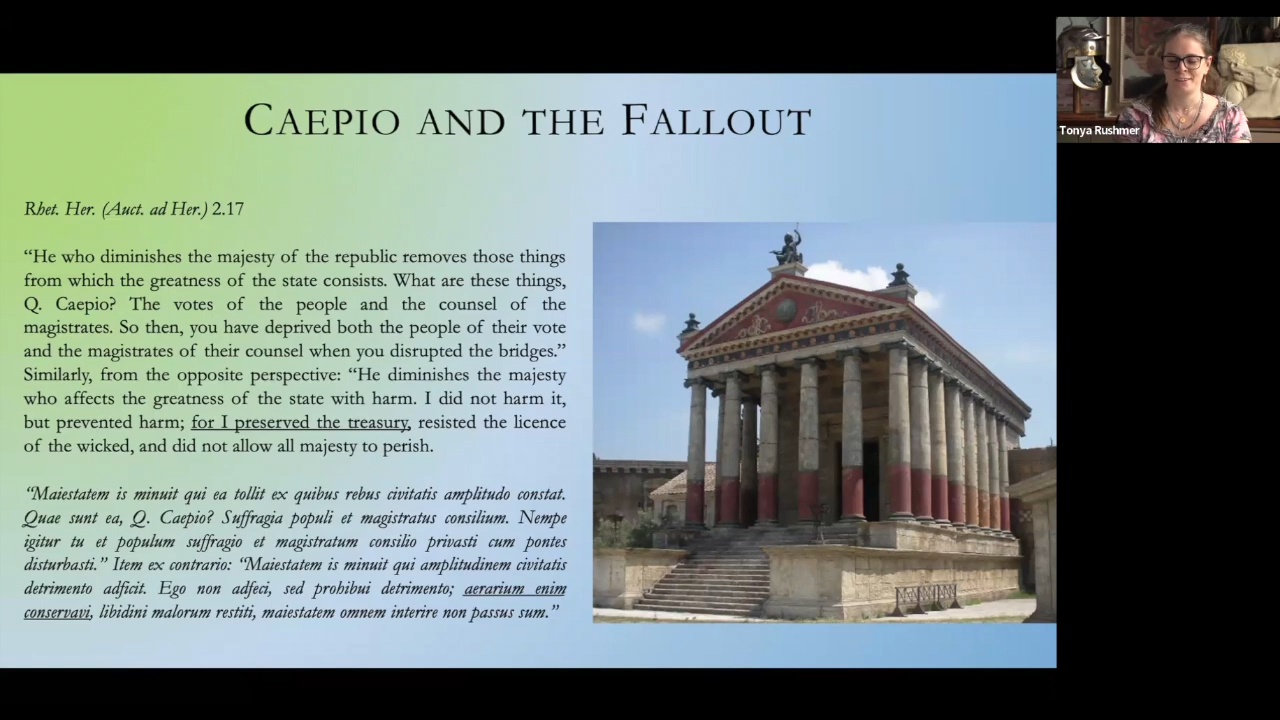 CAEPIO AND THE FALLOUT
Rhet. Her. (Auct. ad Her.) 2.17
“He who diminishes the majesty of the republic removes those things
from which the greatness of the state consists. What are these things,
Q. Caepio? The votes of the people and the counsel of the
magistrates. So then, you have deprived both the people of their vote
and the magistrates of their counsel when you disrupted the bridges.”
Similarly, from the opposite perspective: “He diminishes the majesty
who affects the greatness of the state with harm. I did not harm it,
but prevented harm; for I preserved the treasury, resisted the licence
of the wicked, and did not allow all majesty to perish.
“Maiestatem is minuit qui ea tollit ex quibus rebus civitatis amplitudo constat.
Quae sunt ea, Q. Caepio? Suffragia populi et magistratus consilium. Nempe
igitur tu et populum suffragio et magistratum consilio privasti cum pontes
disturbasti.” Item ex contrario: “Maiestatem is minuit qui amplitudinem civitatis
detrimento adficit. Ego non adfeci, sed prohibui detrimento; aerarium enim
conservavi, libidini malorum restiti, maiestatem omnem interire non passus sum.”
Tonya Rushmer